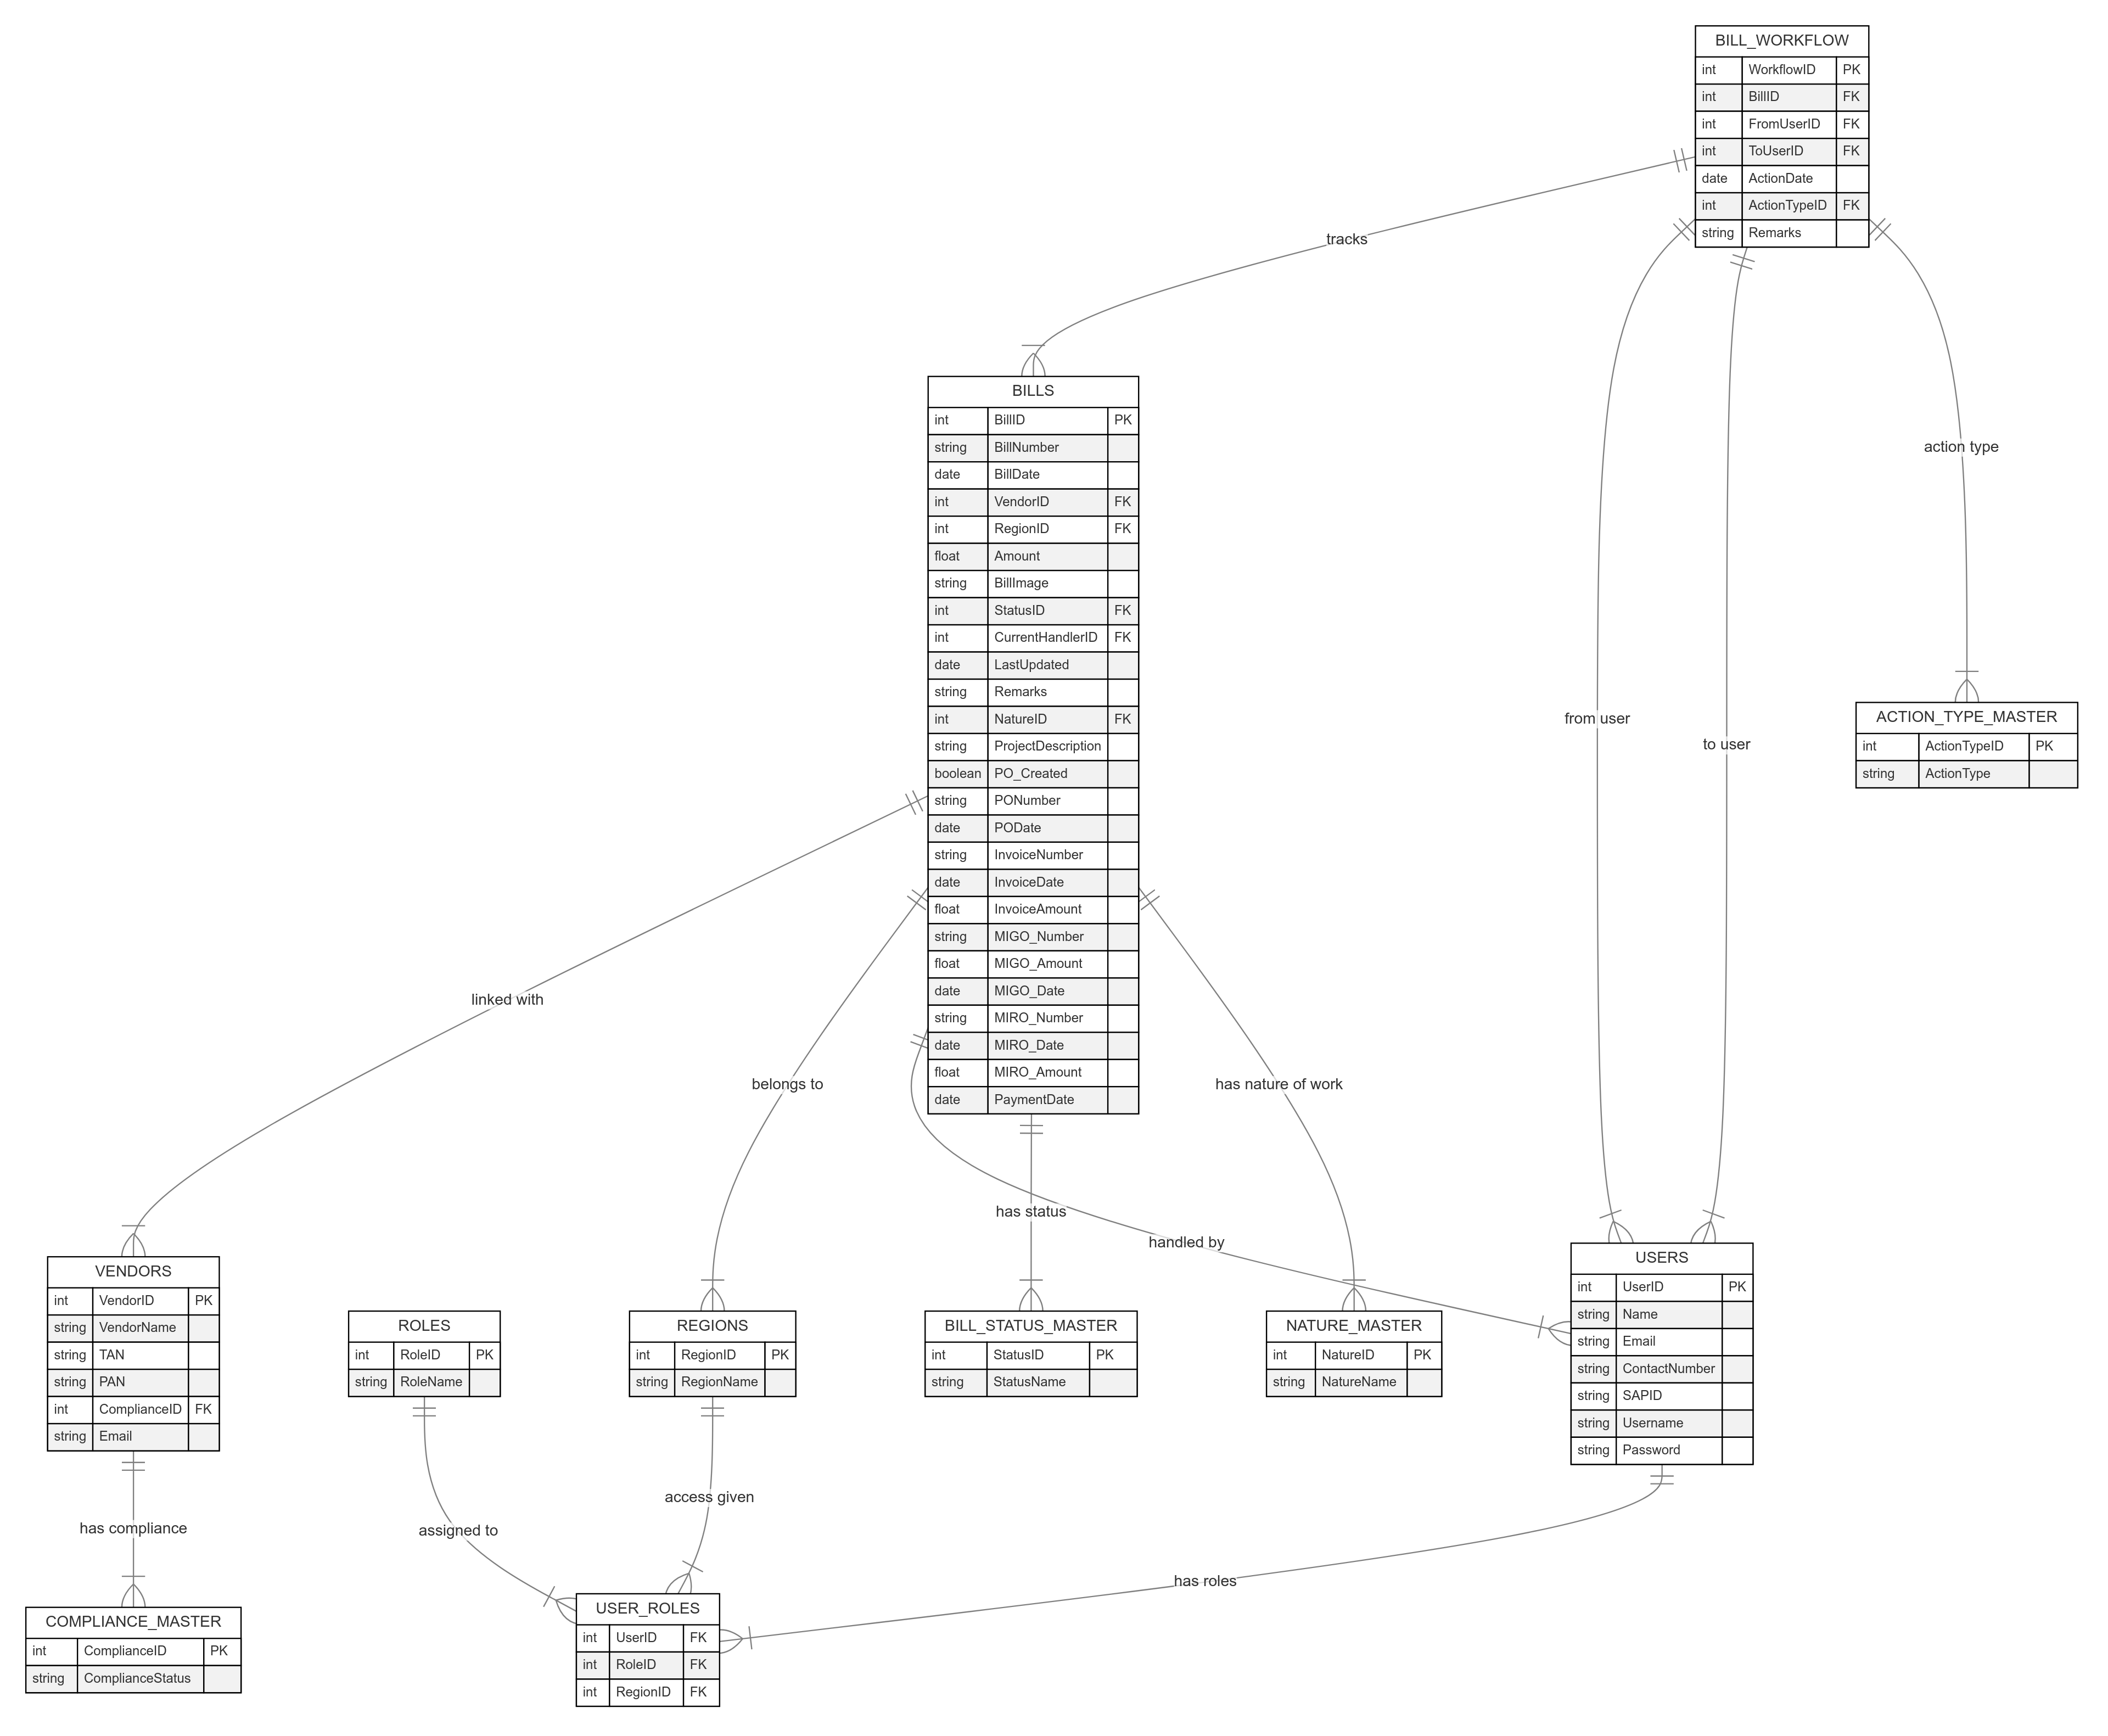 BILL_WORKFLOW
int WorkflowID PK
int BillID FK
int FromUserID FK
int ToUserID FK
date ActionDate
int ActionTypeID FK
string Remarks
tracks
BILLS
int BillID PK
string BillNumber
date BillDate
int VendorID FK
int RegionID FK
float Amount
string BillImage
int StatusID FK
int CurrentHandlerID FK
date LastUpdated
string Remarks
int NatureID FK
string ProjectDescription
boolean PO_Created
string PONumber
date PODate
string InvoiceNumber
date InvoiceDate
float InvoiceAmount
string MIGO_Number
float MIGO_Amount
date MIGO_Date
string MIRO_Number
date MIRO_Date
float MIRO_Amount
date PaymentDate
action type
from user
to user
ACTION_TYPE_MASTER
int ActionTypeID PK
string ActionType
linked with
belongs to
has nature of work
has status
handled by
VENDORS
int VendorID PK
string VendorName
string TAN
string PAN
int ComplianceID FK
string Email
ROLES
int RoleID PK
string RoleName
REGIONS
int RegionID PK
string RegionName
BILL_STATUS_MASTER
int StatusID PK
string StatusName
NATURE_MASTER
int NatureID PK
string NatureName
USERS
int UserID PK
string Name
string Email
string ContactNumber
string SAPID
string Username
string Password
has compliance
assigned to
access given
has roles
COMPLIANCE_MASTER
int ComplianceID PK
string ComplianceStatus
USER_ROLES
int UserID FK
int RoleID FK
int RegionID FK